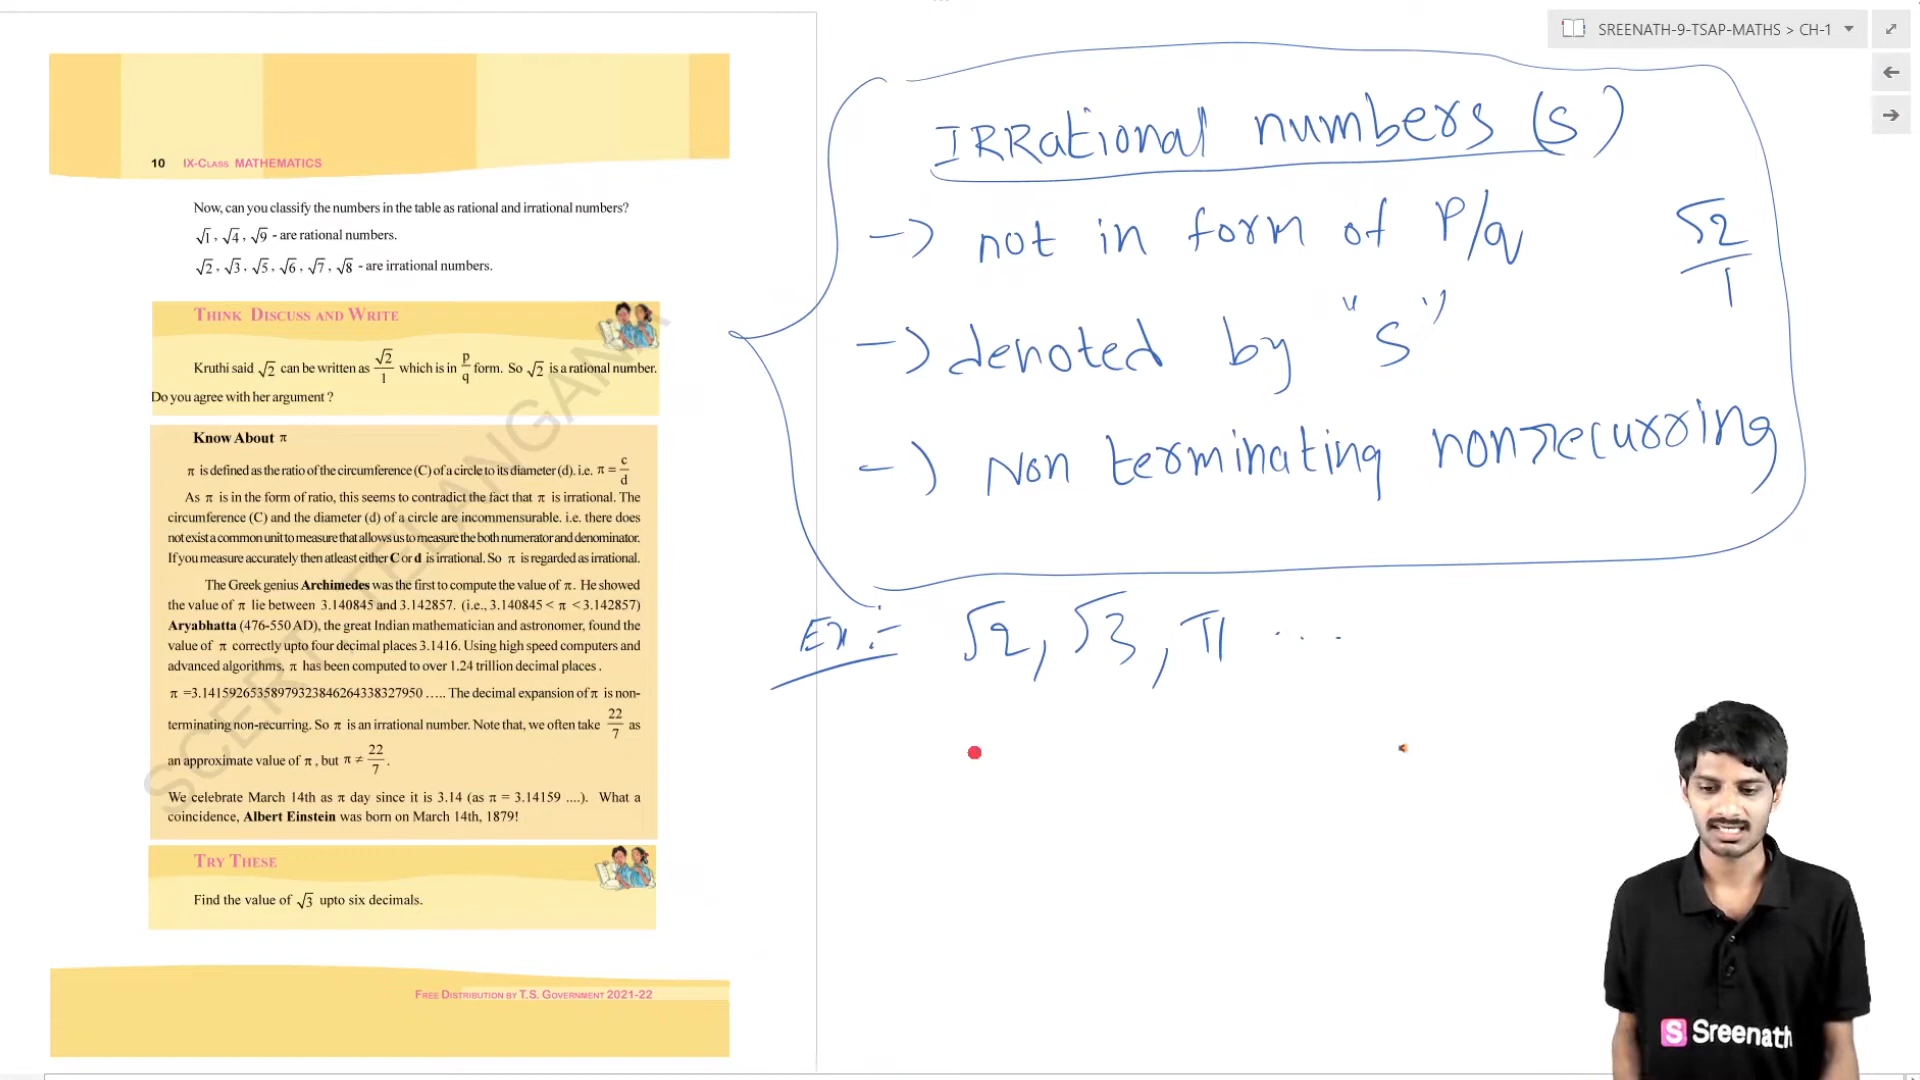 SREENATH-9-TSAP-MATHS > CH-1
10 IX-CLASS MATHEMATICS
Now, can you classify the numbers in the table as rational and irrational numbers?
√1 , √4 , √9 - are rational numbers.
√2 , √3 , √5 , √6 , √7 , √8 - are irrational numbers.
THINK DISCUSS AND WRITE
Kruthi said √2 can be written as √2/1 which is in p/q form. So √2 is a rational number.
Do you agree with her argument ?
Know About π
π is defined as the ratio of the circumference (C) of a circle to its diameter (d). i.e. π = c/d
As π is in the form of ratio, this seems to contradict the fact that π is irrational. The
circumference (C) and the diameter (d) of a circle are incommensurable. i.e. there does
not exist a common unit to measure that allows us to measure the both numerator and denominator.
If you measure accurately then atleast either C or d is irrational. So π is regarded as irrational.
The Greek genius Archimedes was the first to compute the value of π. He showed
the value of π lie between 3.140845 and 3.142857. (i.e., 3.140845 < π < 3.142857)
Aryabhatta (476-550 AD), the great Indian mathematician and astronomer, found the
value of π correctly upto four decimal places 3.1416. Using high speed computers and
advanced algorithms, π has been computed to over 1.24 trillion decimal places .
π =3.14159265358979323846264338327950 ..... The decimal expansion of π is non-
terminating non-recurring. So π is an irrational number. Note that, we often take 22/7 as
an approximate value of π , but π ≠ 22/7 .
We celebrate March 14th as π day since it is 3.14 (as π = 3.14159 ....). What a
coincidence, Albert Einstein was born on March 14th, 1879!
TRY THESE
Find the value of √3 upto six decimals.
FREE DISTRIBUTION BY T.S. GOVERNMENT 2021-22
SCERT TELANGANA
IRRational numbers (S)
-> not in form of P/q √2/1
-> denoted by "S"
-> Non terminating non recurring
Ex :- √2, √3, π ....
S Sreenath